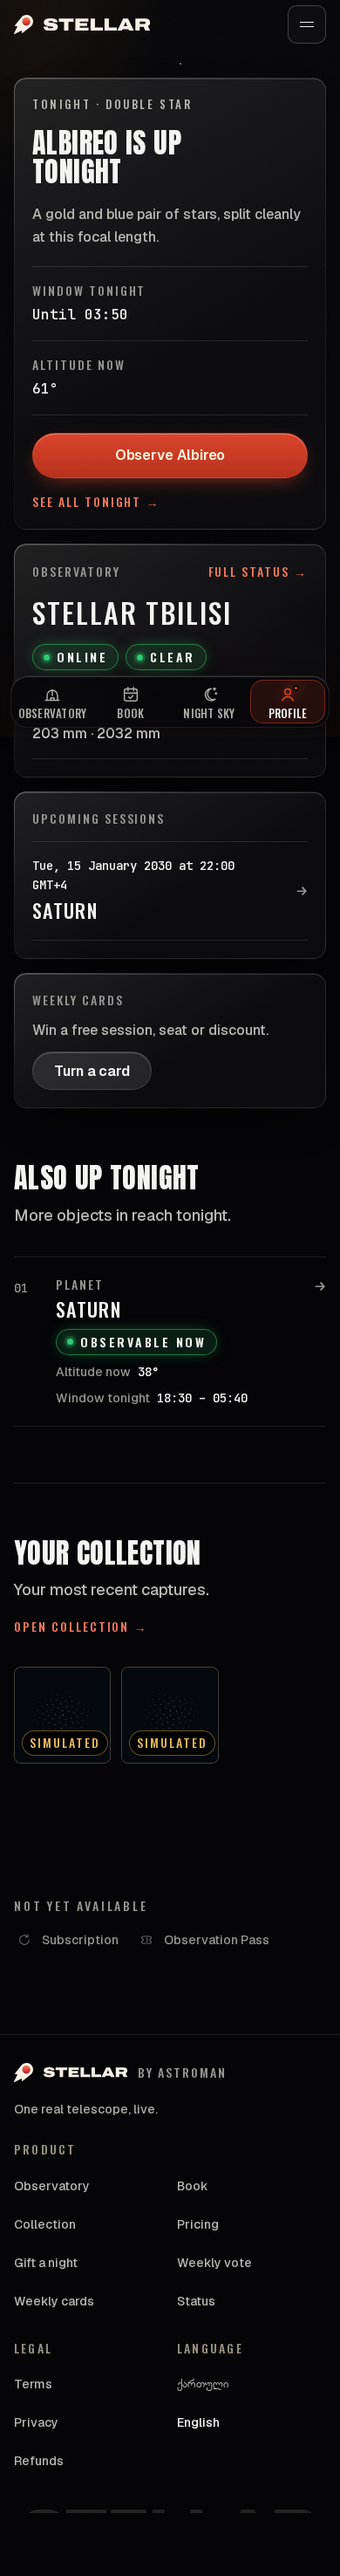 STELLAR
TONIGHT · DOUBLE STAR
ALBIREO IS UP
TONIGHT
A gold and blue pair of stars, split cleanly
at this focal length.
WINDOW TONIGHT
Until 03:50
ALTITUDE NOW
61°
Observe Albireo
SEE ALL TONIGHT →
OBSERVATORY
FULL STATUS →
STELLAR TBILISI
ONLINE
CLEAR
OBSERVATORY
BOOK
NIGHT SKY
PROFILE
203 mm · 2032 mm
UPCOMING SESSIONS
Tue, 15 January 2030 at 22:00
GMT+4
SATURN
→
WEEKLY CARDS
Win a free session, seat or discount.
Turn a card
ALSO UP TONIGHT
More objects in reach tonight.
01
PLANET
→
SATURN
OBSERVABLE NOW
Altitude now 38°
Window tonight 18:30 – 05:40
YOUR COLLECTION
Your most recent captures.
OPEN COLLECTION →
SIMULATED
SIMULATED
NOT YET AVAILABLE
Subscription
Observation Pass
STELLAR BY ASTROMAN
One real telescope, live.
PRODUCT
Observatory
Book
Collection
Pricing
Gift a night
Weekly vote
Weekly cards
Status
LEGAL
LANGUAGE
Terms
ქართული
Privacy
English
Refunds